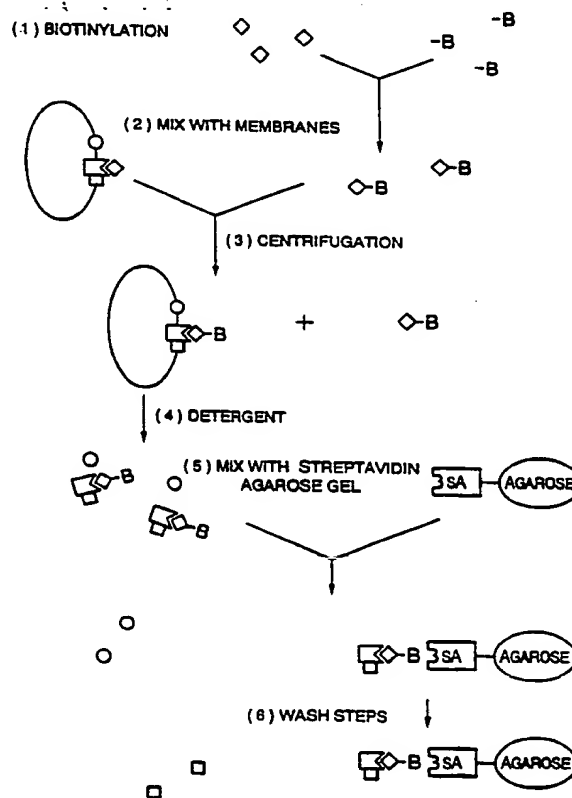 (1) BIOTINYLATION
-B
-B
-B
(2) MIX WITH MEMBRANES
B
B
(3) CENTRIFUGATION
B
+
B
(4) DETERGENT
B
B
(5) MIX WITH STREPTAVIDIN
AGAROSE GEL
SA
AGAROSE
B
SA
AGAROSE
(6) WASH STEPS
B
SA
AGAROSE